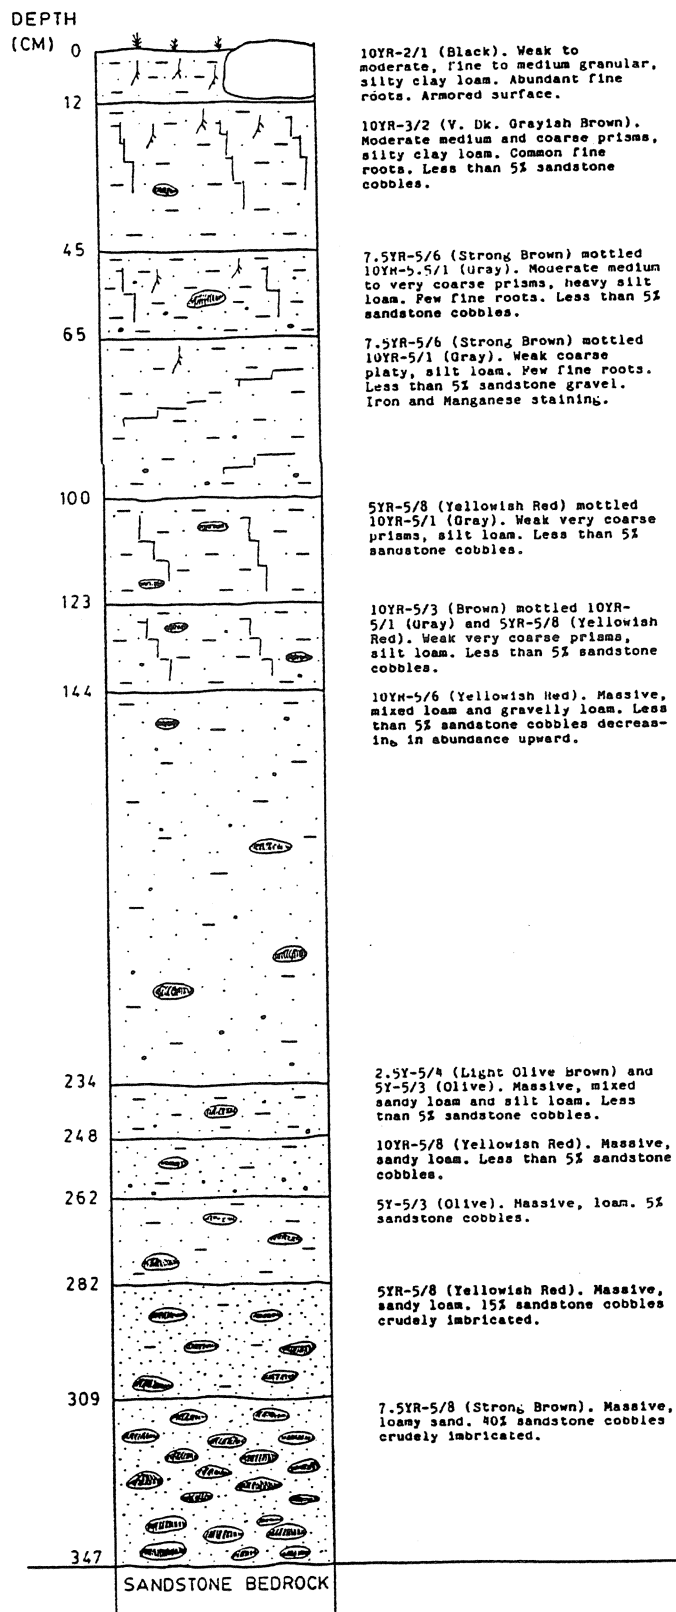 DEPTH
(CM)
0
10YR-2/1 (Black). Weak to
moderate, fine to medium granular,
silty clay loam. Abundant fine
roots. Armored surface.
12
10YR-3/2 (V. Dk. Grayish Brown).
Moderate medium and coarse prisms,
silty clay loam. Common fine
roots. Less than 5% sandstone
cobbles.
45
7.5YR-5/6 (Strong Brown) mottled
10YR-5.5/1 (Gray). Moderate medium
to very coarse prisms, heavy silt
loam. Few fine roots. Less than 5%
sandstone cobbles.
65
7.5YR-5/6 (Strong Brown) mottled
10YR-5/1 (Gray). Weak coarse
platy, silt loam. Few fine roots.
Less than 5% sandstone gravel.
Iron and Manganese staining.
100
5YR-5/8 (Yellowish Red) mottled
10YR-5/1 (Gray). Weak very coarse
prisms, silt loam. Less than 5%
sandstone cobbles.
123
10YR-5/3 (Brown) mottled 10YR-
5/1 (Gray) and 5YR-5/8 (Yellowish
Red). Weak very coarse prisms,
silt loam. Less than 5% sandstone
cobbles.
144
10YR-5/6 (Yellowish Red). Massive,
mixed loam and gravelly loam. Less
than 5% sandstone cobbles decreas-
ing in abundance upward.
234
2.5Y-5/4 (Light Olive Brown) and
5Y-5/3 (Olive). Massive, mixed
sandy loam and silt loam. Less
than 5% sandstone cobbles.
248
10YR-5/8 (Yellowish Red). Massive,
sandy loam. Less than 5% sandstone
cobbles.
262
5Y-5/3 (Olive). Massive, loam. 5%
sandstone cobbles.
282
5YR-5/8 (Yellowish Red). Massive,
sandy loam. 15% sandstone cobbles
crudely imbricated.
309
7.5YR-5/8 (Strong Brown). Massive,
loamy sand. 40% sandstone cobbles
crudely imbricated.
347
SANDSTONE BEDROCK